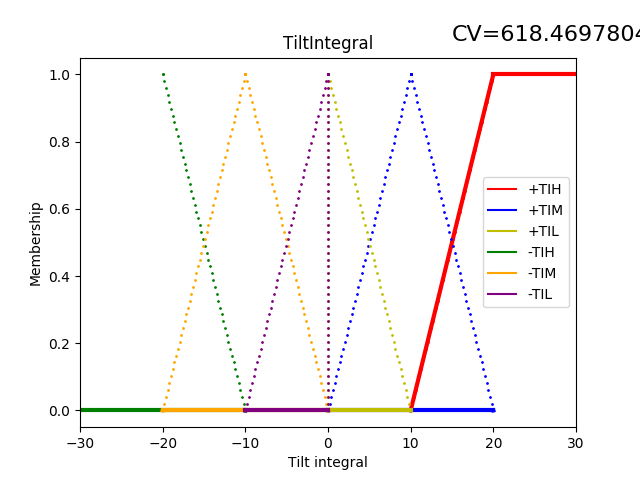 CV=618.4697804
TiltIntegral
1.0
0.8
0.6
0.4
0.2
0.0
Membership
+TIH
+TIM
+TIL
-TIH
-TIM
-TIL
−30 −20 −10 0 10 20 30
Tilt integral